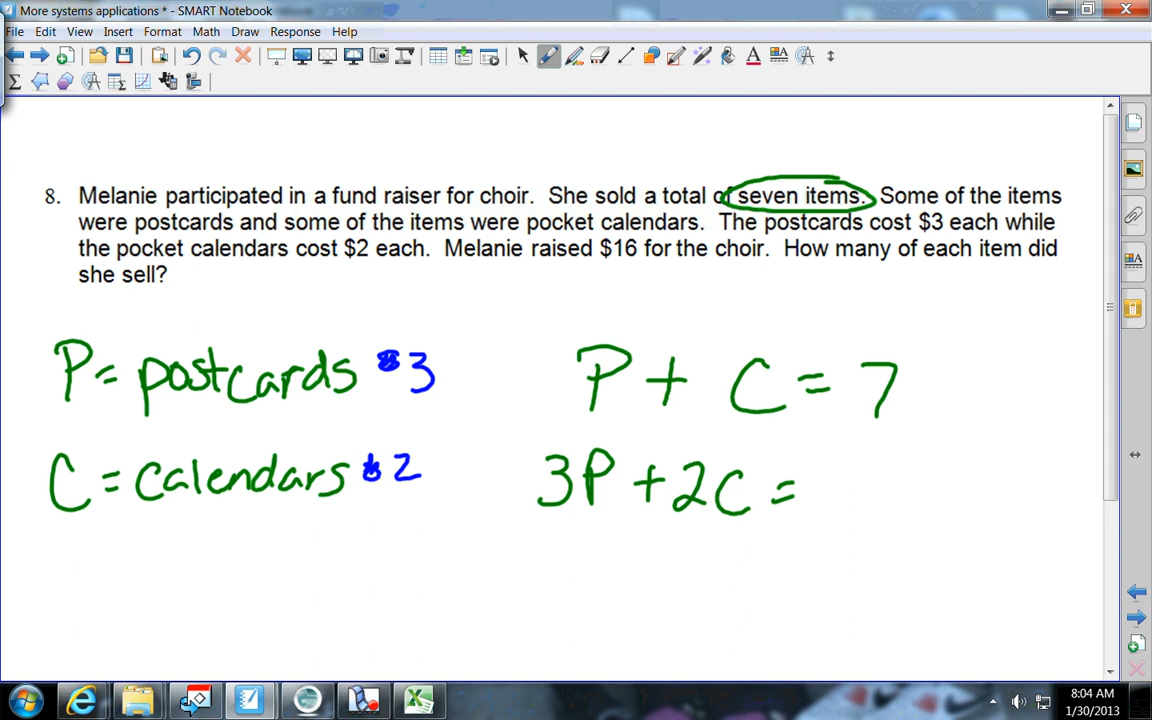 More systems applications * - SMART Notebook
File Edit View Insert Format Math Draw Response Help
8. Melanie participated in a fund raiser for choir. She sold a total of seven items. Some of the items
were postcards and some of the items were pocket calendars. The postcards cost $3 each while
the pocket calendars cost $2 each. Melanie raised $16 for the choir. How many of each item did
she sell?
P = postcards $3
P + C = 7
C = calendars $2
3P + 2C =
8:04 AM
1/30/2013